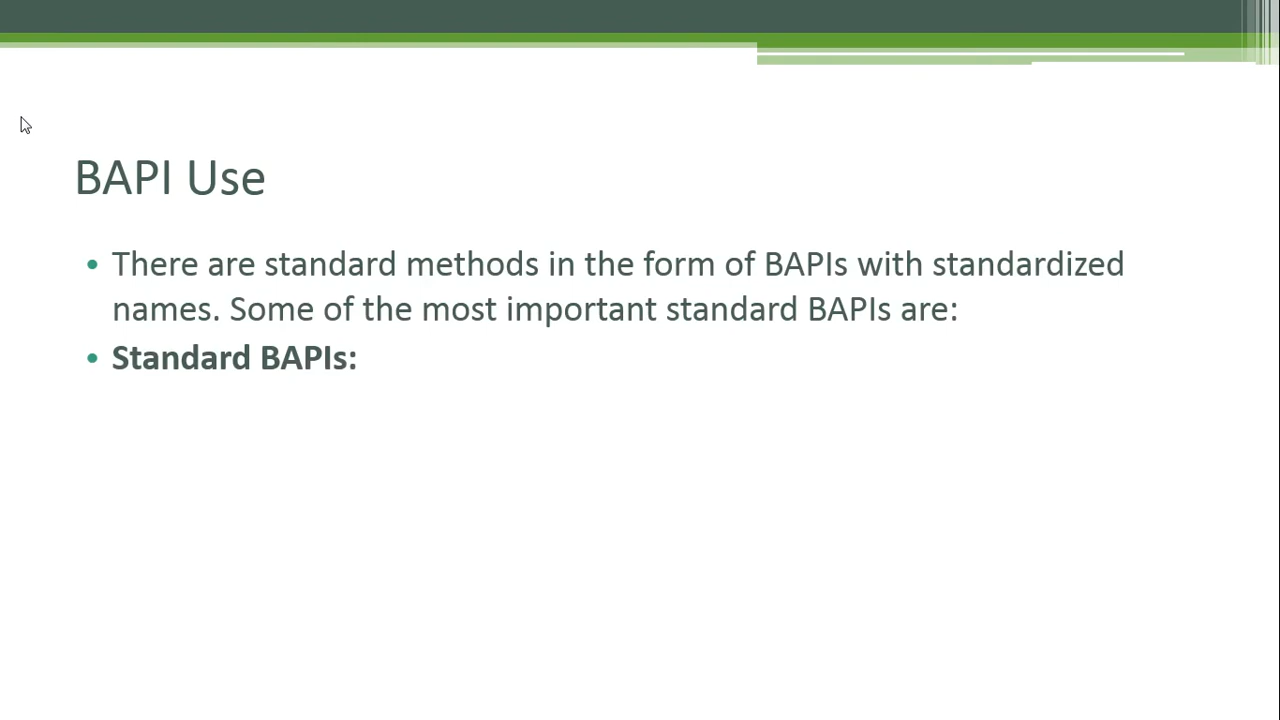 BAPI Use
• There are standard methods in the form of BAPIs with standardized
names. Some of the most important standard BAPIs are:
• Standard BAPIs: